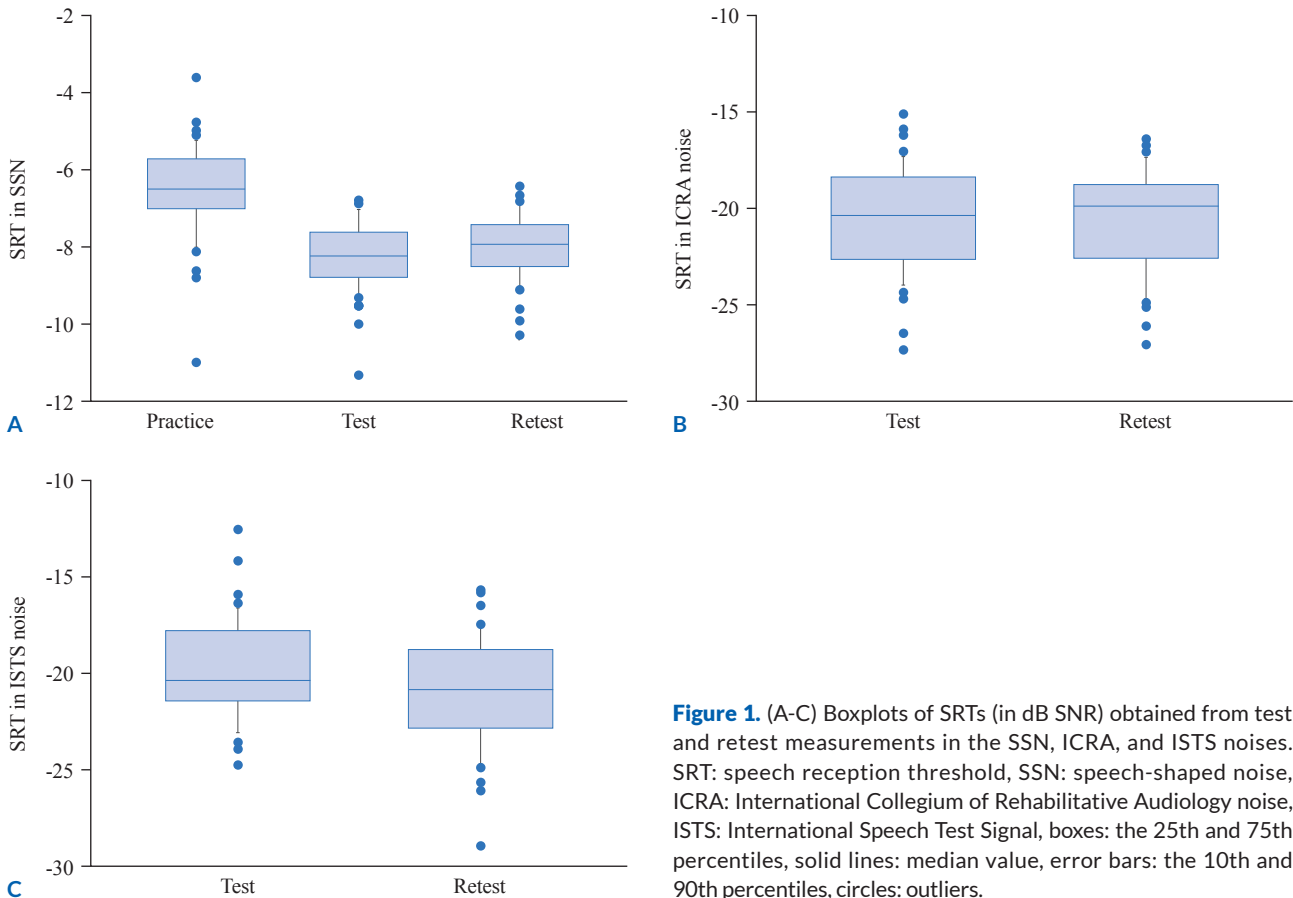 -2
-4
-6
-8
-10
-12
SRT in SSN
Practice Test Retest
A
-10
-15
-20
-25
-30
SRT in ICRA noise
Test Retest
B
-10
-15
-20
-25
-30
SRT in ISTS noise
Test Retest
C
Figure 1. (A-C) Boxplots of SRTs (in dB SNR) obtained from test
and retest measurements in the SSN, ICRA, and ISTS noises.
SRT: speech reception threshold, SSN: speech-shaped noise,
ICRA: International Collegium of Rehabilitative Audiology noise,
ISTS: International Speech Test Signal, boxes: the 25th and 75th
percentiles, solid lines: median value, error bars: the 10th and
90th percentiles, circles: outliers.